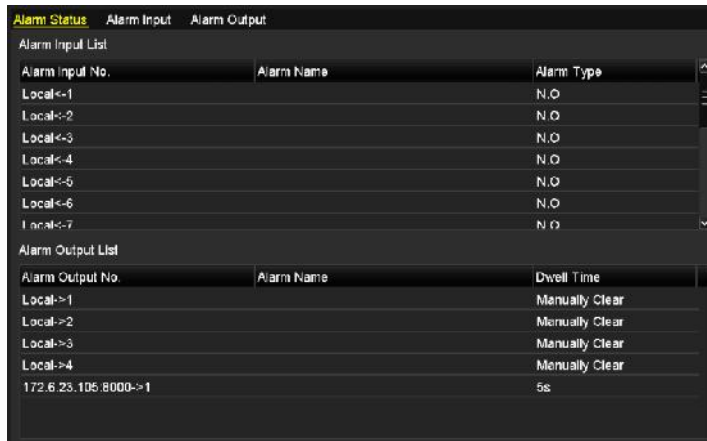 Alarm Status Alarm Input Alarm Output
Alarm Input List
Alarm Input No. Alarm Name Alarm Type
Local<-1 N.O
Local<-2 N.O
Local<-3 N.O
Local<-4 N.O
Local<-5 N.O
Local<-6 N.O
Local<-7 N.O
Alarm Output List
Alarm Output No. Alarm Name Dwell Time
Local->1 Manually Clear
Local->2 Manually Clear
Local->3 Manually Clear
Local->4 Manually Clear
172.6.23.105:8000->1 5s